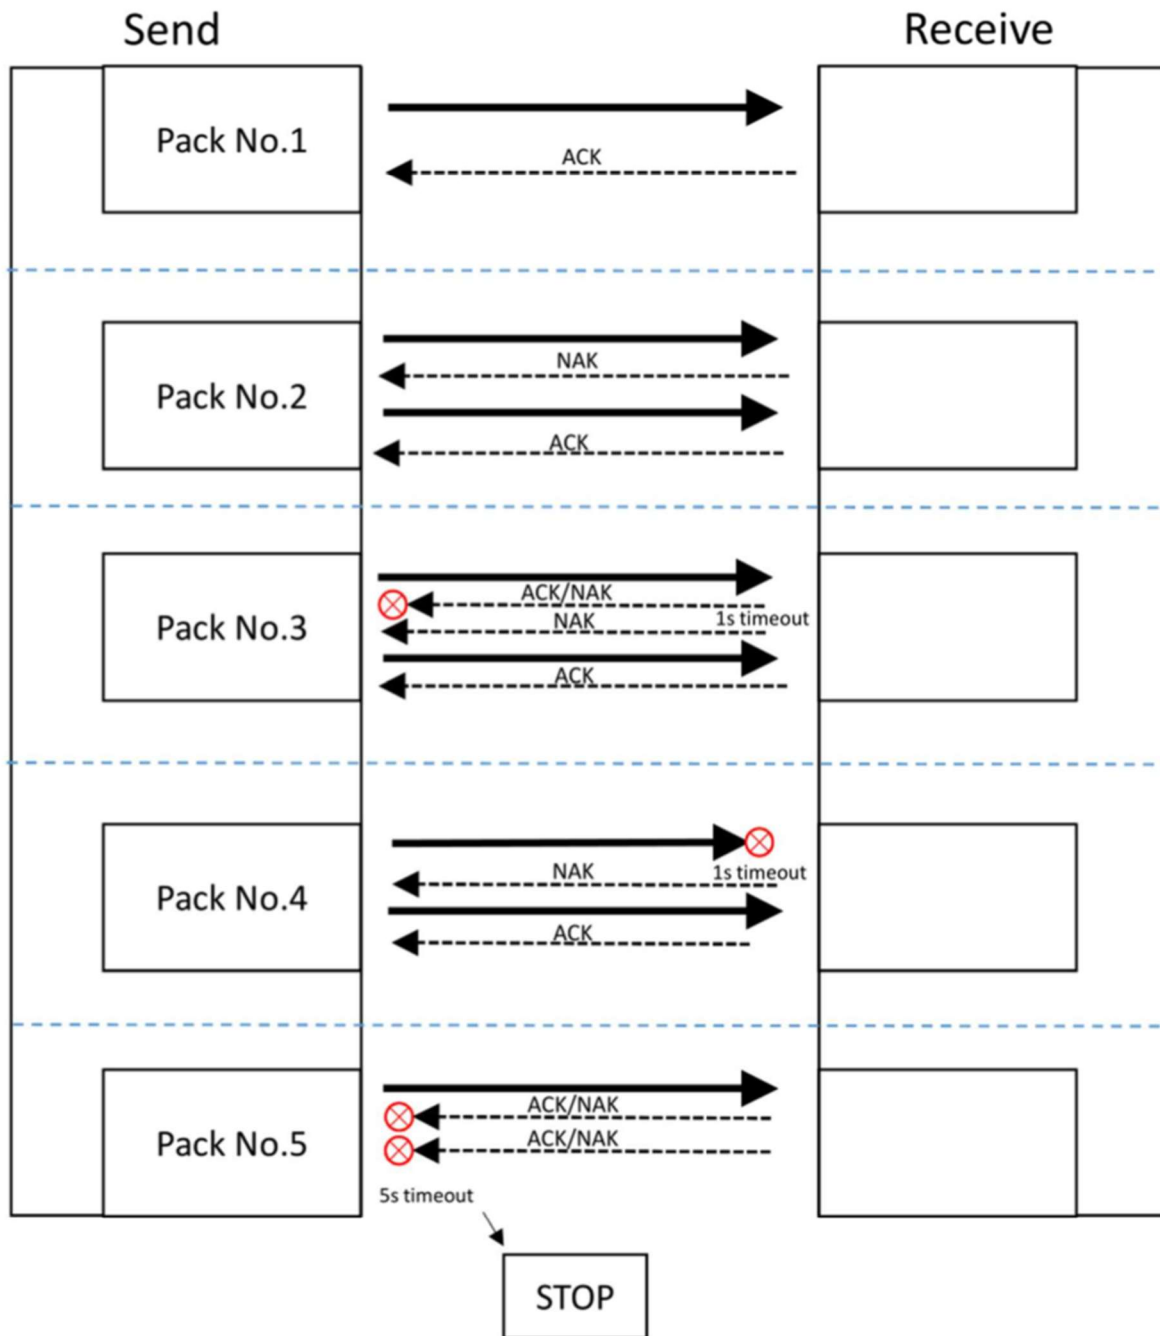 Send
Receive
Pack No.1
ACK
Pack No.2
NAK
ACK
Pack No.3
ACK/NAK
1s timeout
NAK
ACK
Pack No.4
1s timeout
NAK
ACK
Pack No.5
ACK/NAK
ACK/NAK
5s timeout
STOP